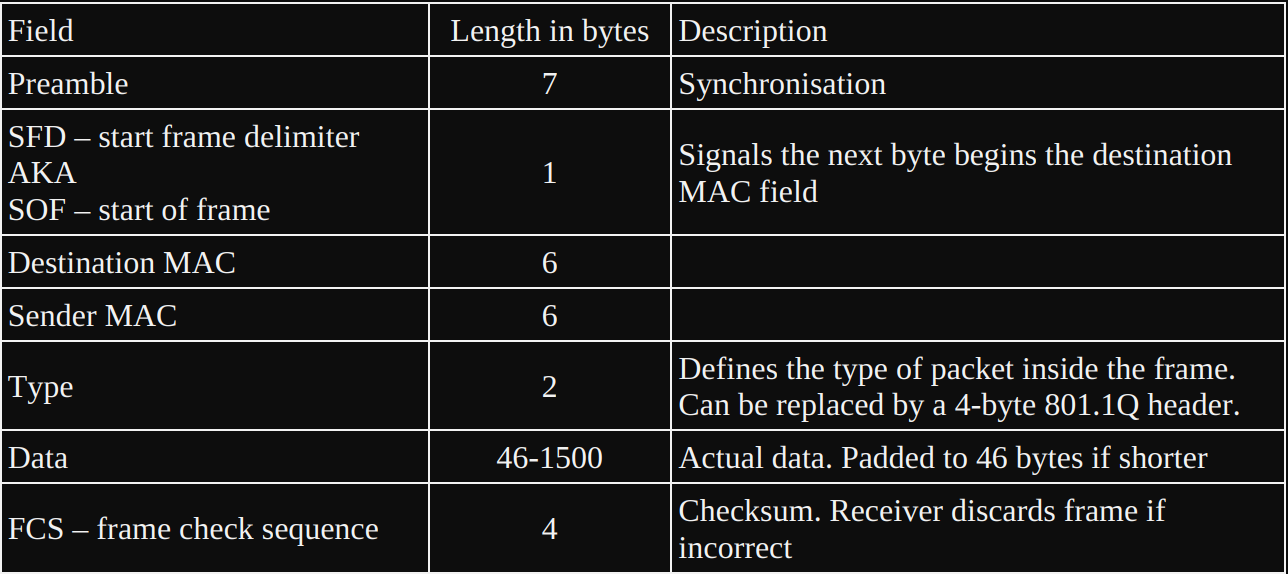 Field Length in bytes Description
Preamble 7 Synchronisation
SFD – start frame delimiter
AKA
SOF – start of frame
1
Signals the next byte begins the destination
MAC field
Destination MAC 6
Sender MAC 6
Type
2
Defines the type of packet inside the frame.
Can be replaced by a 4-byte 801.1Q header.
Data 46-1500 Actual data. Padded to 46 bytes if shorter
FCS – frame check sequence
4
Checksum. Receiver discards frame if
incorrect